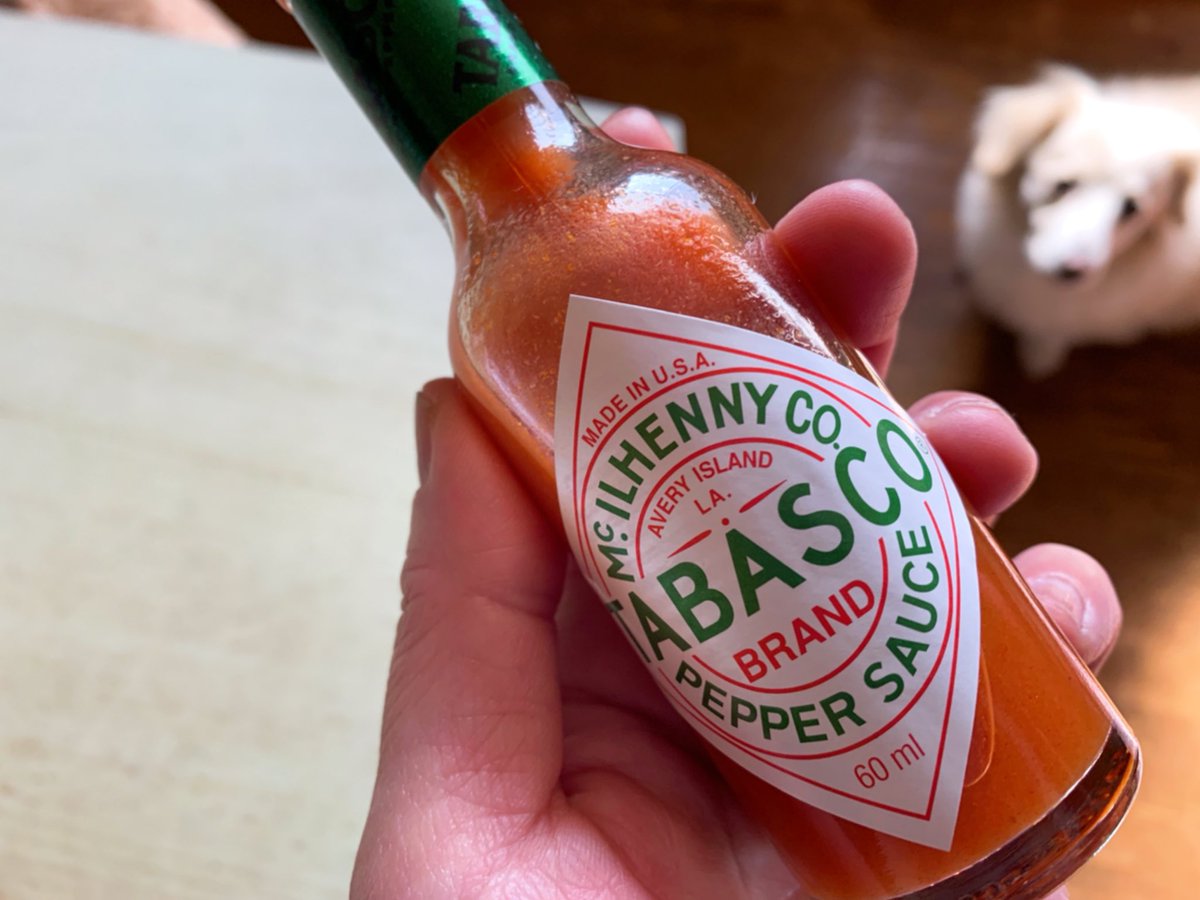 MADE IN U.S.A.
McILHENNY CO.
AVERY ISLAND
LA.
TABASCO®
BRAND
PEPPER SAUCE
60 ml